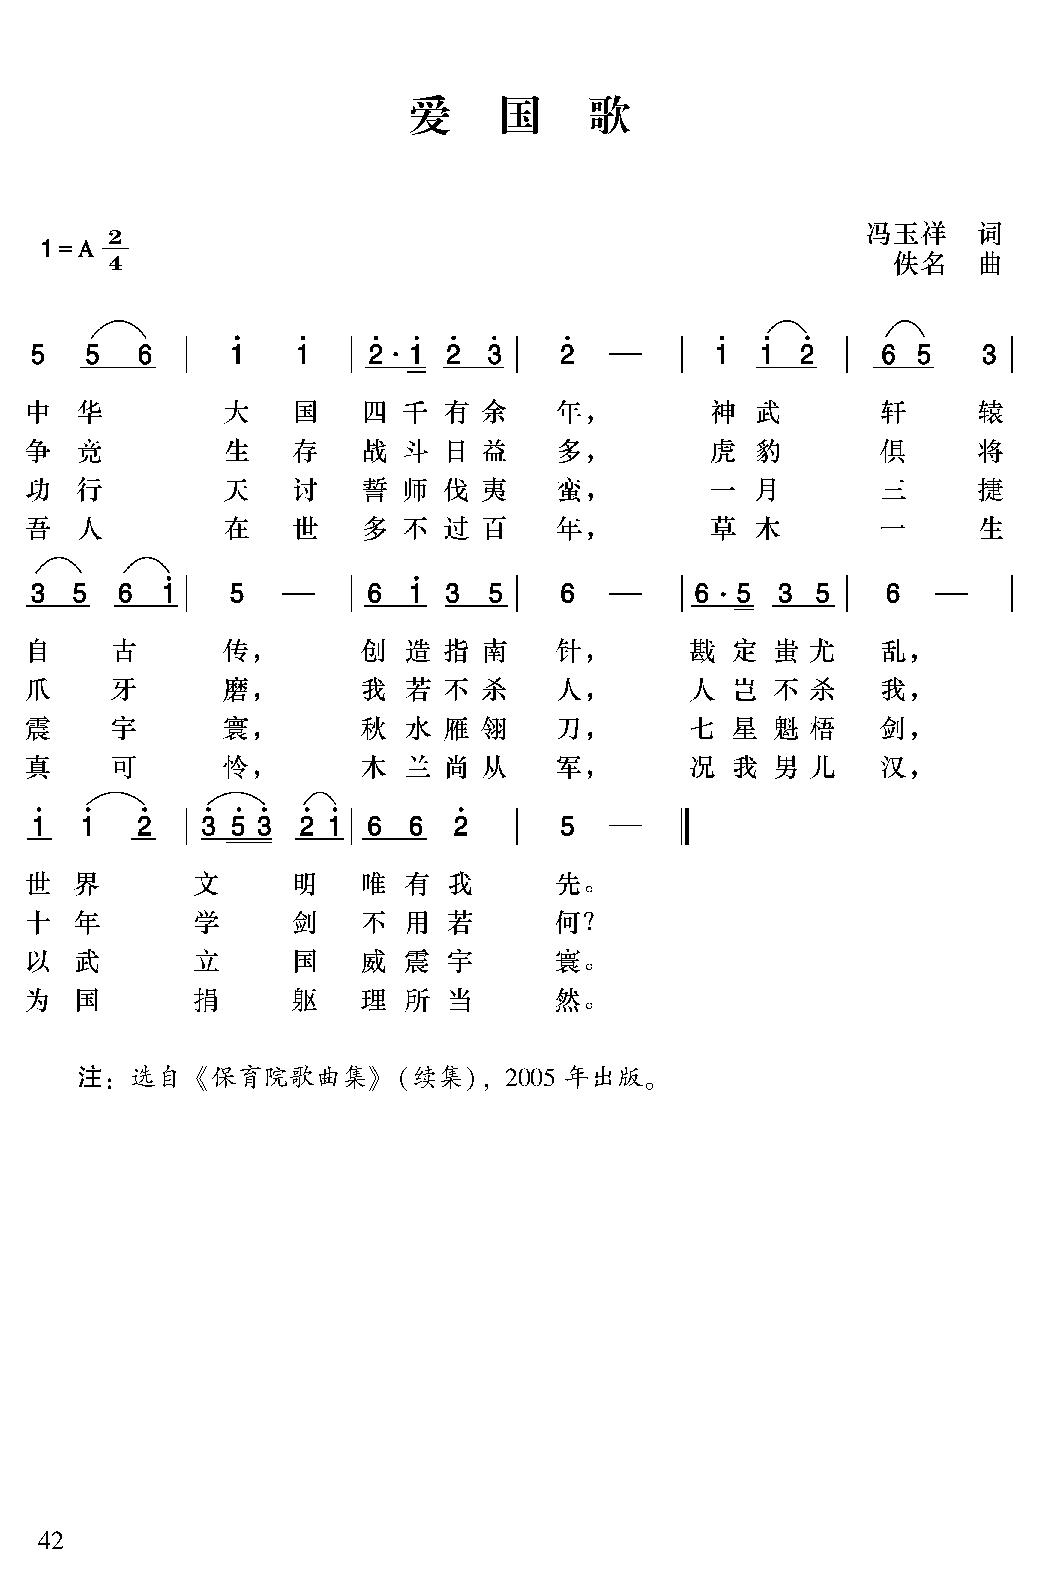 爱 国 歌
冯玉祥 词
1=A 2/4
佚名 曲
5 5 6 | i i | 2·i 2 3 | 2 — | i i 2 | 6 5 3 |
中 华 大 国 四 千 有 余 年， 神 武 轩 辕
争 竞 生 存 战 斗 日 益 多， 虎 豹 俱 将
功 行 天 讨 誓 师 伐 夷 蛮， 一 月 三 捷
吾 人 在 世 多 不 过 百 年， 草 木 一 生
3 5 6 i | 5 — | 6 i 3 5 | 6 — | 6·5 3 5 | 6 — |
自 古 传， 创 造 指 南 针， 戡 定 蚩 尤 乱，
爪 牙 磨， 我 若 不 杀 人， 人 岂 不 杀 我，
震 宇 寰， 秋 水 雁 翎 刀， 七 星 魁 梧 剑，
真 可 怜， 木 兰 尚 从 军， 况 我 男 儿 汉，
i i 2 | 3 5 3 2 i | 6 6 2 | 5 — ‖
世 界 文 明 唯 有 我 先。
十 年 学 剑 不 用 若 何？
以 武 立 国 威 震 宇 寰。
为 国 捐 躯 理 所 当 然。
注：选自《保育院歌曲集》(续集)，2005 年出版。
42